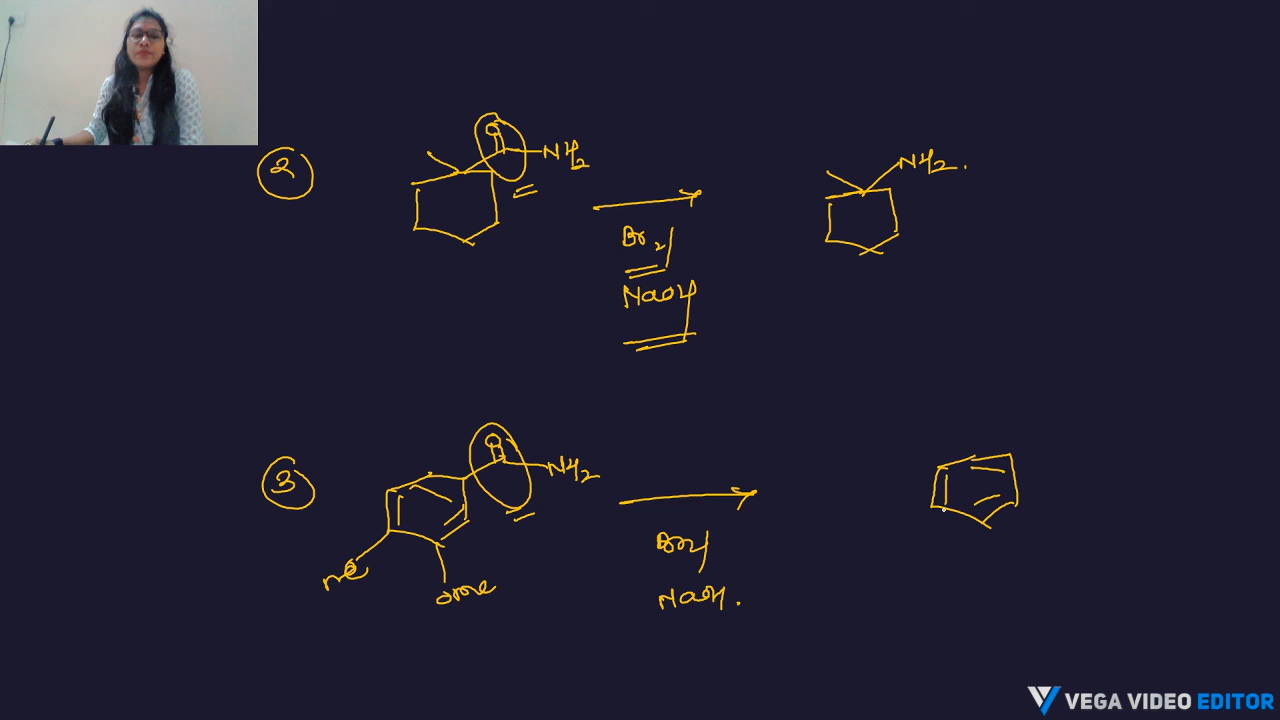 2
O
NH2
NH2.
Br2/
NaOH
3
O
NH2
Br2/
NaOH.
Me
OMe
VEGA VIDEO EDITOR